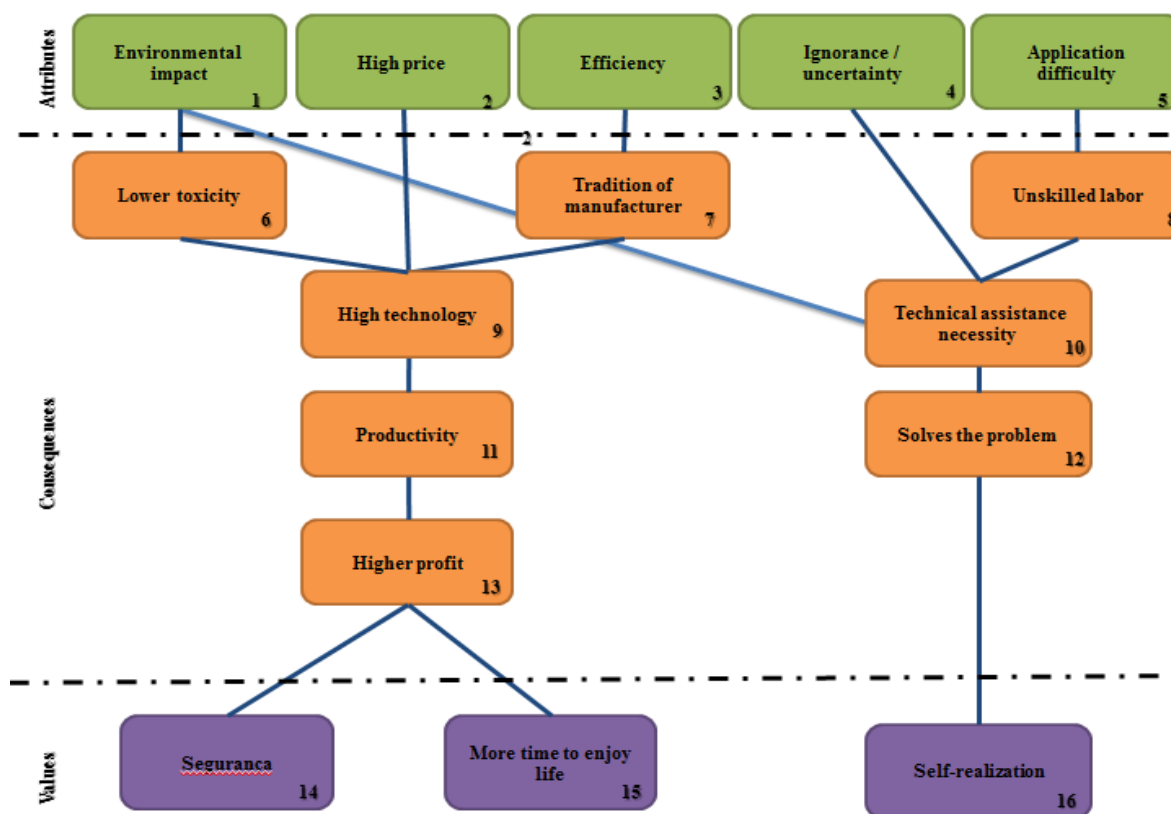 Attributes
Environmental
impact
1
High price
2
Efficiency
3
Ignorance /
uncertainty
4
Application
difficulty
5
2
Consequences
Lower toxicity
6
Tradition of
manufacturer
7
Unskilled labor
8
High technology
9
Technical assistance
necessity
10
Productivity
11
Solves the problem
12
Higher profit
13
Values
Seguranca
14
More time to enjoy
life
15
Self-realization
16